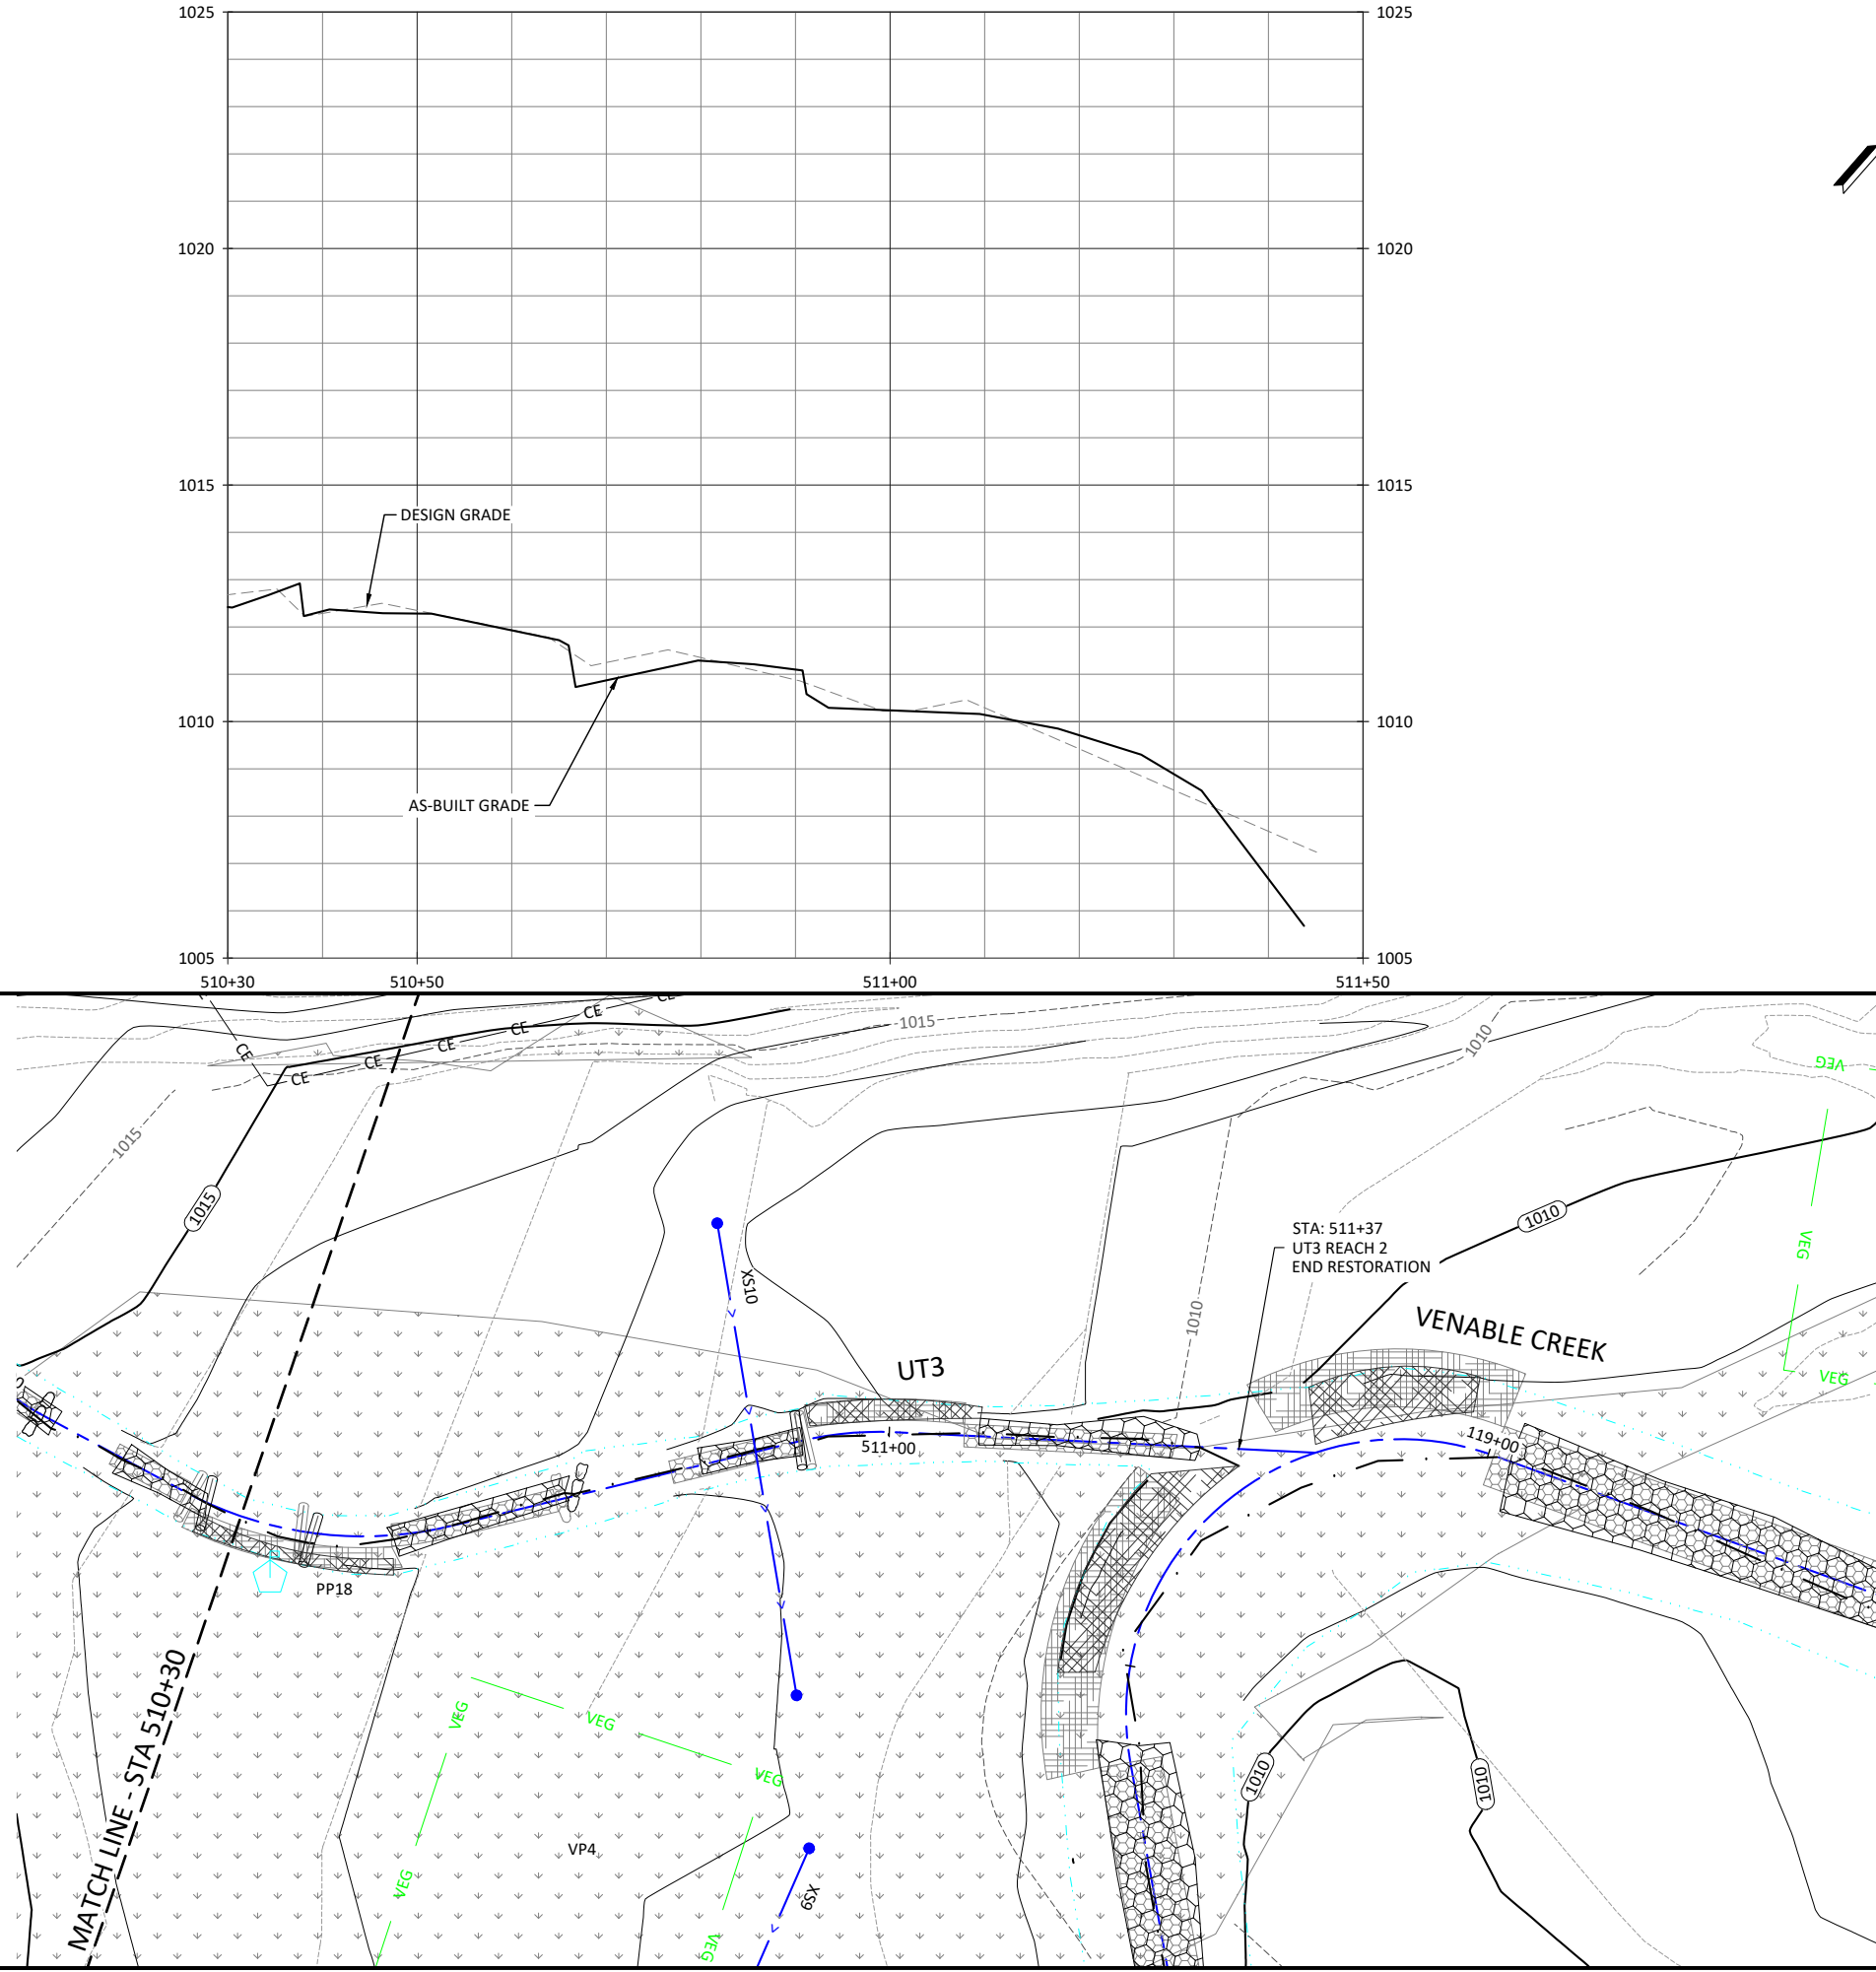 1025
1025
1020
1020
1015
1015
DESIGN GRADE
1010
1010
AS-BUILT GRADE
1005
1005
510+30
510+50
511+00
511+50
CE
CE
CE
CE
CE
CE
CE
1015
1010
VEG
1015
1015
1010
STA: 511+37
UT3 REACH 2
END RESTORATION
VEG
XS10
1010
VENABLE CREEK
UT3
VEG
511+00
119+00
PP18
MATCH LINE - STA 510+30
VEG
VEG
VEG
1010
1010
VP4
VEG
XS9
VEG